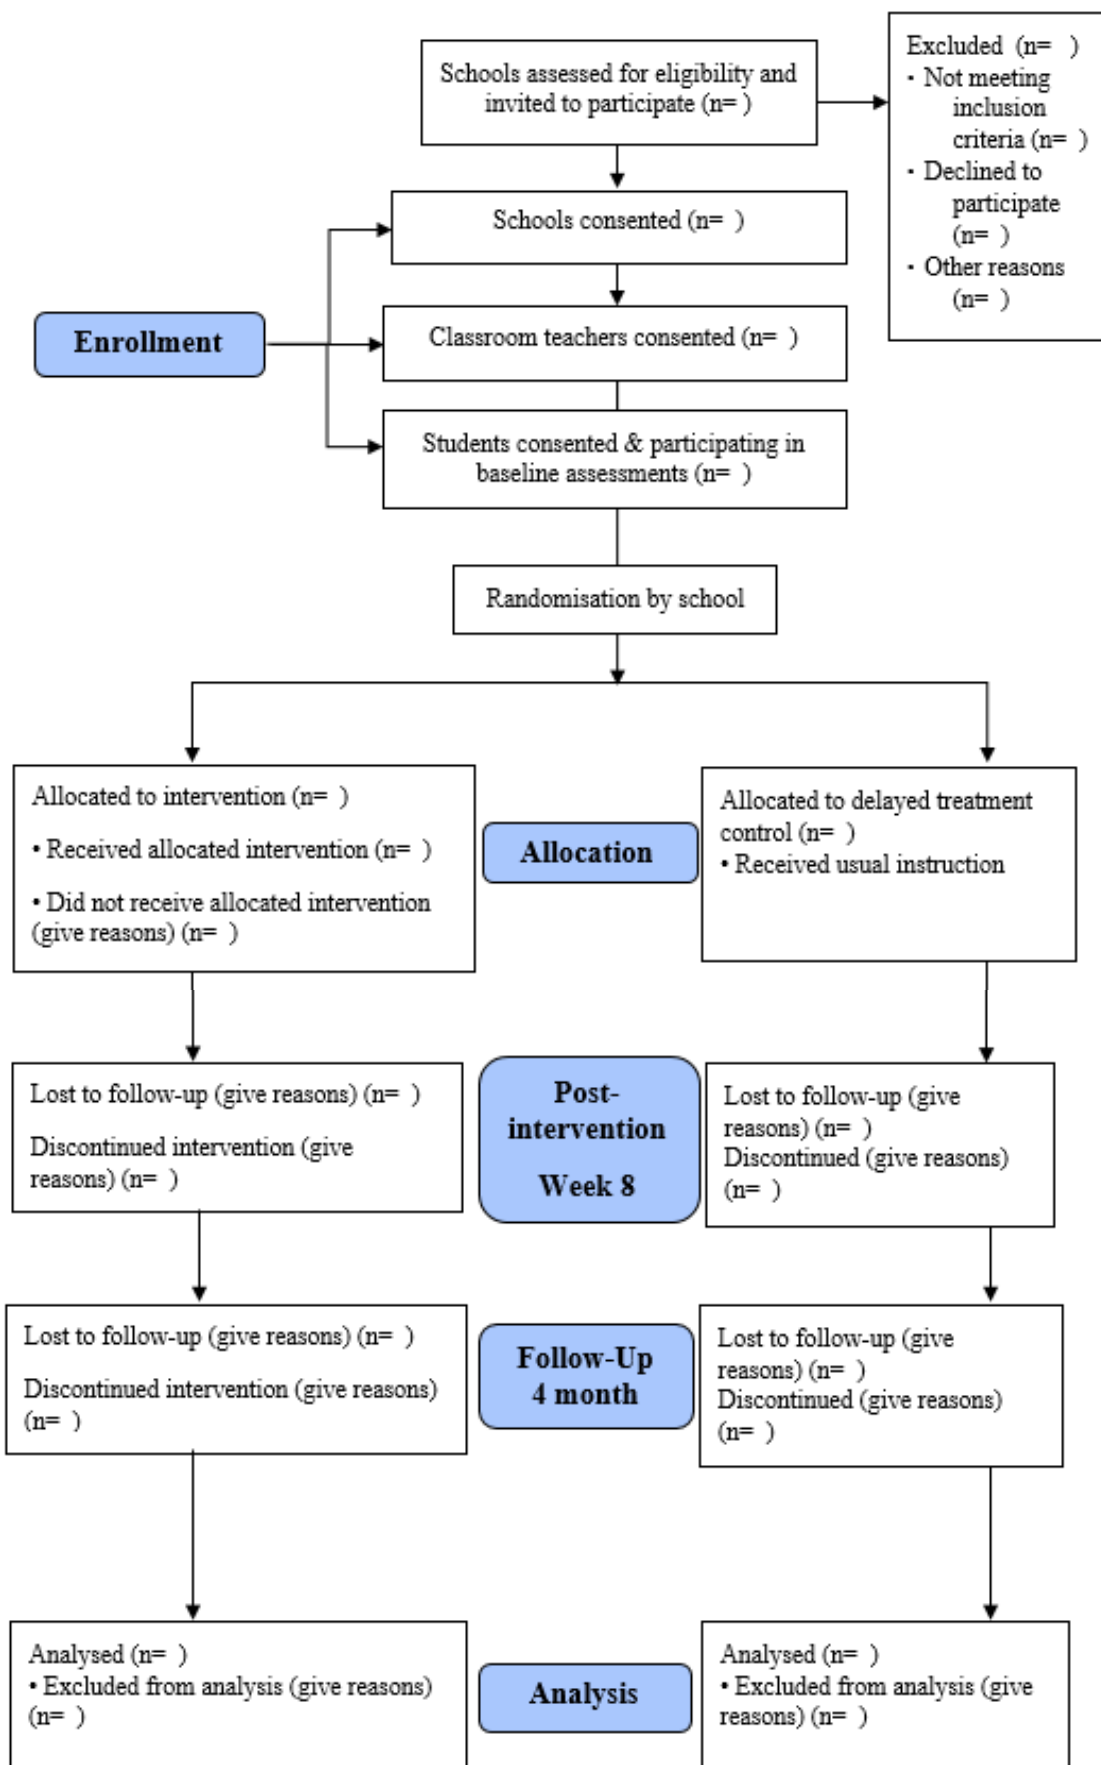 Schools assessed for eligibility and
invited to participate (n= )
Excluded (n=  )
· Not meeting
inclusion
criteria (n=  )
· Declined to
participate
(n=  )
· Other reasons
(n=  )
Schools consented (n=  )
Enrollment
Classroom teachers consented (n=  )
Students consented & participating in
baseline assessments (n=  )
Randomisation by school
Allocated to intervention (n=  )
• Received allocated intervention (n=  )
• Did not receive allocated intervention
(give reasons) (n=  )
Allocation
Allocated to delayed treatment
control (n=  )
• Received usual instruction
Lost to follow-up (give reasons) (n=  )
Discontinued intervention (give
reasons) (n=  )
Post-
intervention
Week 8
Lost to follow-up (give
reasons) (n=  )
Discontinued (give reasons)
(n=  )
Lost to follow-up (give reasons) (n=  )
Discontinued intervention (give reasons)
(n=  )
Follow-Up
4 month
Lost to follow-up (give
reasons) (n=  )
Discontinued (give reasons)
(n=  )
Analysed (n=  )
• Excluded from analysis (give reasons)
(n=  )
Analysis
Analysed (n=  )
• Excluded from analysis (give
reasons) (n=  )